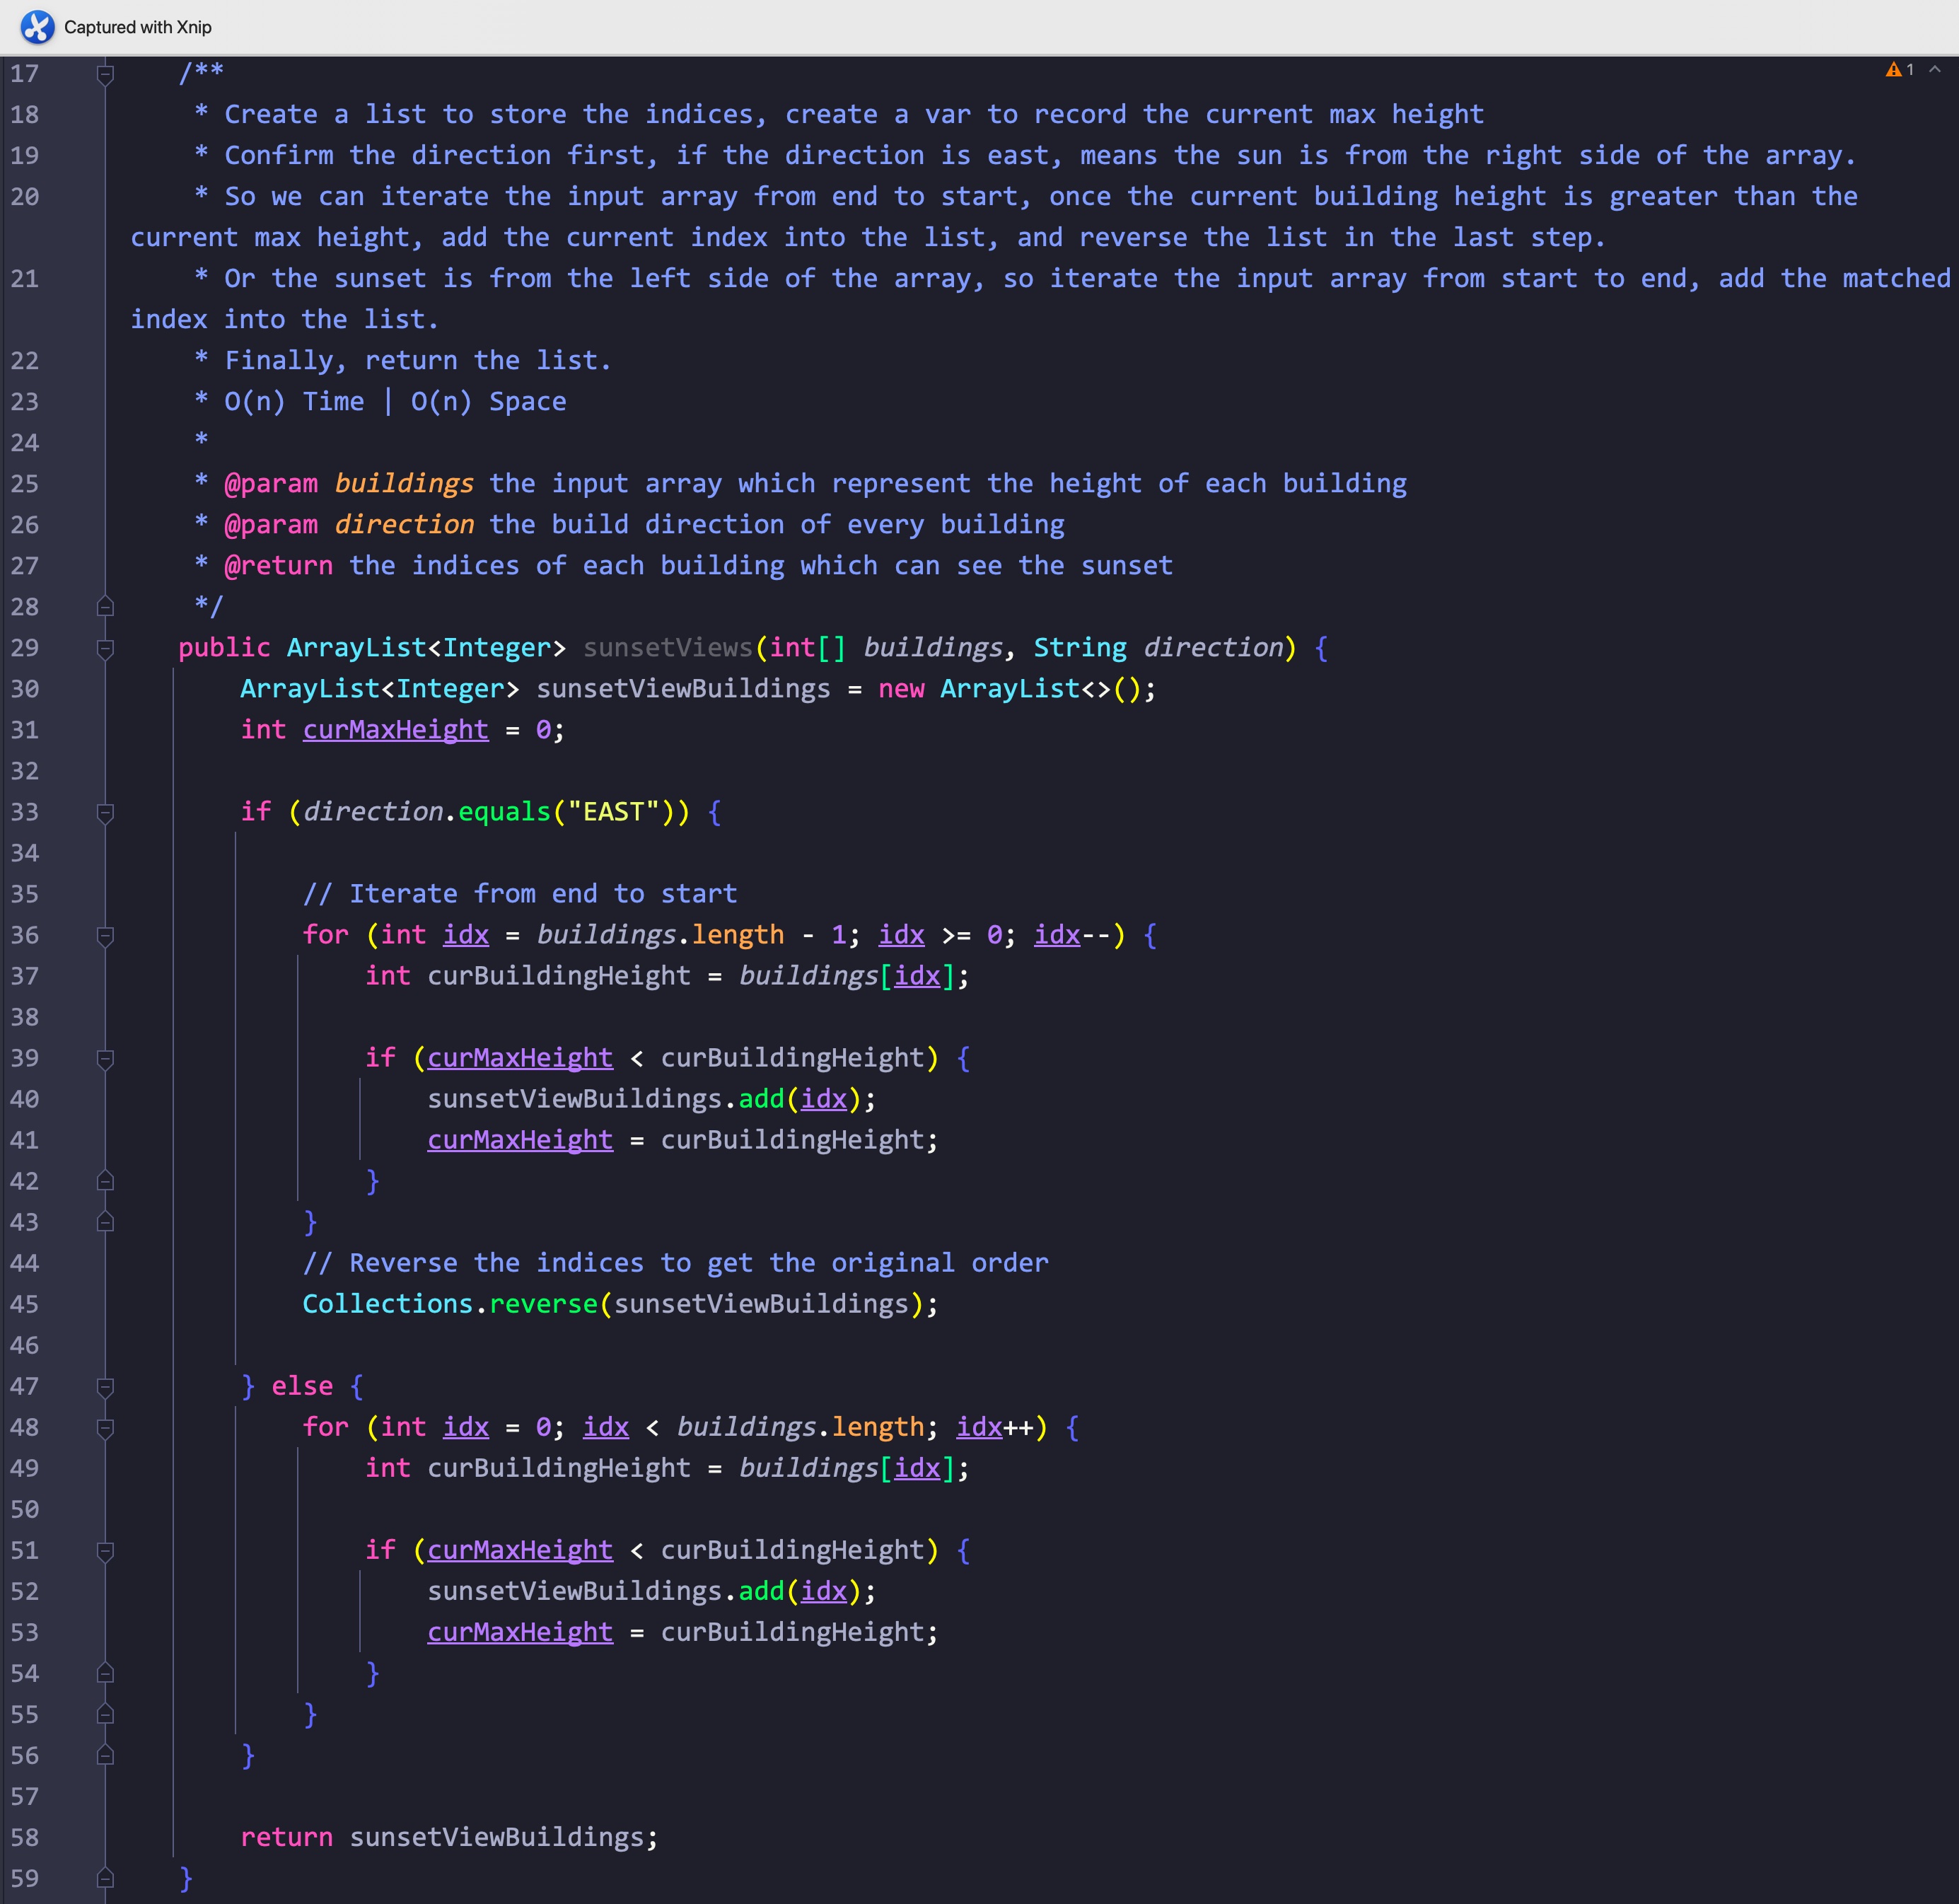 Captured with Xnip
1
17 /**
18 * Create a list to store the indices, create a var to record the current max height
19 * Confirm the direction first, if the direction is east, means the sun is from the right side of the array.
20 * So we can iterate the input array from end to start, once the current building height is greater than the
current max height, add the current index into the list, and reverse the list in the last step.
21 * Or the sunset is from the left side of the array, so iterate the input array from start to end, add the matched
index into the list.
22 * Finally, return the list.
23 * O(n) Time | O(n) Space
24 *
25 * @param buildings the input array which represent the height of each building
26 * @param direction the build direction of every building
27 * @return the indices of each building which can see the sunset
28 */
29 public ArrayList<Integer> sunsetViews(int[] buildings, String direction) {
30 ArrayList<Integer> sunsetViewBuildings = new ArrayList<>();
31 int curMaxHeight = 0;
32
33 if (direction.equals("EAST")) {
34
35 // Iterate from end to start
36 for (int idx = buildings.length - 1; idx >= 0; idx--) {
37 int curBuildingHeight = buildings[idx];
38
39 if (curMaxHeight < curBuildingHeight) {
40 sunsetViewBuildings.add(idx);
41 curMaxHeight = curBuildingHeight;
42 }
43 }
44 // Reverse the indices to get the original order
45 Collections.reverse(sunsetViewBuildings);
46
47 } else {
48 for (int idx = 0; idx < buildings.length; idx++) {
49 int curBuildingHeight = buildings[idx];
50
51 if (curMaxHeight < curBuildingHeight) {
52 sunsetViewBuildings.add(idx);
53 curMaxHeight = curBuildingHeight;
54 }
55 }
56 }
57
58 return sunsetViewBuildings;
59 }